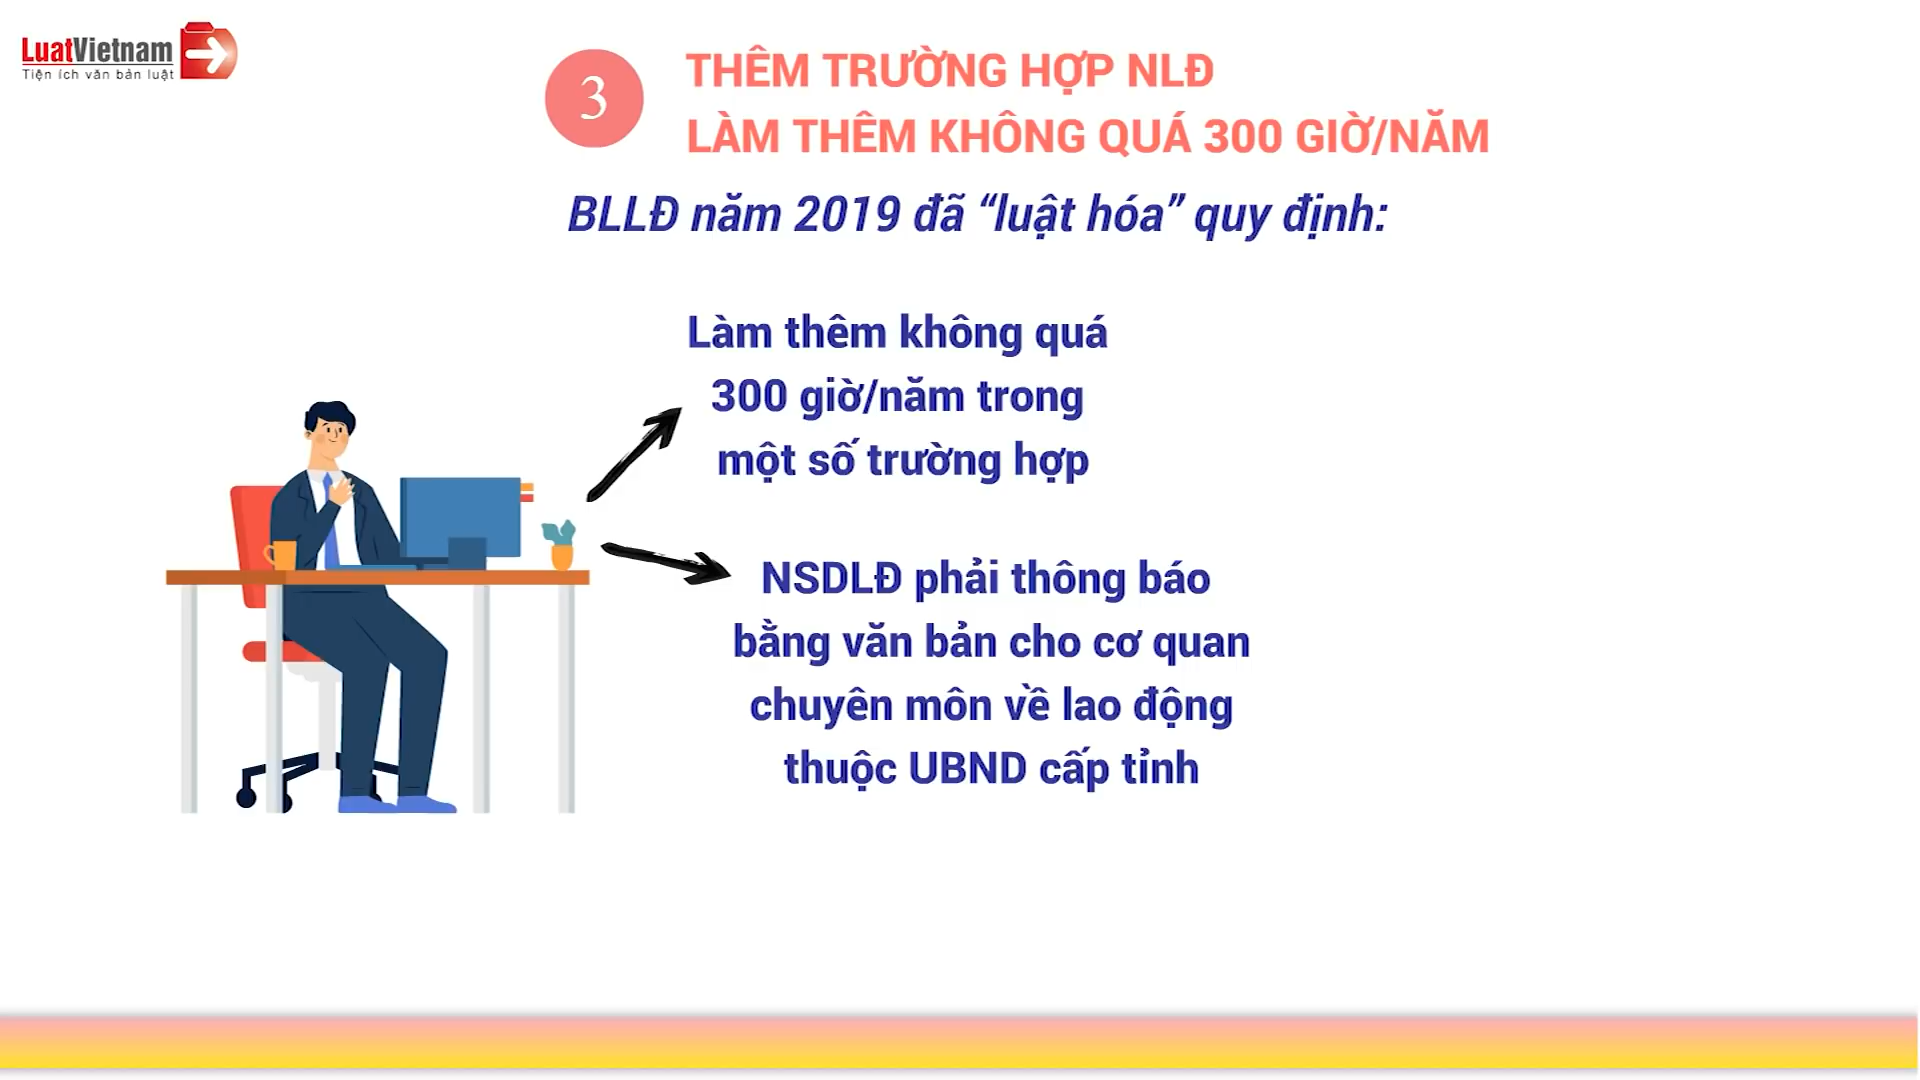 LuatVietnam
Tiện ích văn bản luật
3
THÊM TRƯỜNG HỢP NLĐ
LÀM THÊM KHÔNG QUÁ 300 GIỜ/NĂM
BLLĐ năm 2019 đã “luật hóa” quy định:
Làm thêm không quá
300 giờ/năm trong
một số trường hợp
NSDLĐ phải thông báo
bằng văn bản cho cơ quan
chuyên môn về lao động
thuộc UBND cấp tỉnh